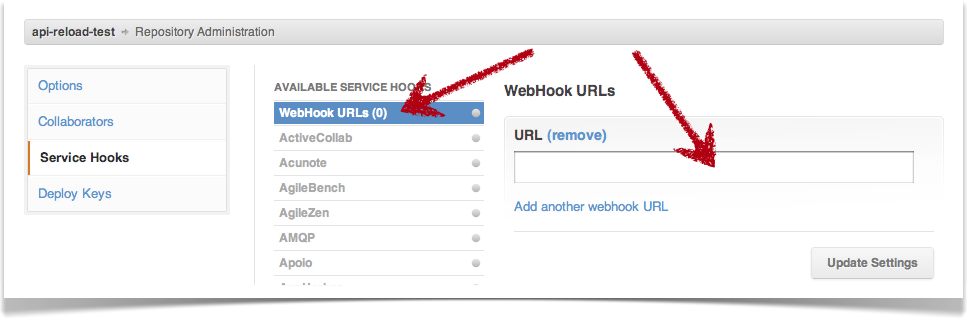 api-reload-test → Repository Administration
Options
Collaborators
Service Hooks
Deploy Keys
AVAILABLE SERVICE HOOKS
WebHook URLs (0)
ActiveCollab
Acunote
AgileBench
AgileZen
AMQP
Apoio
WebHook URLs
URL (remove)
Add another webhook URL
Update Settings